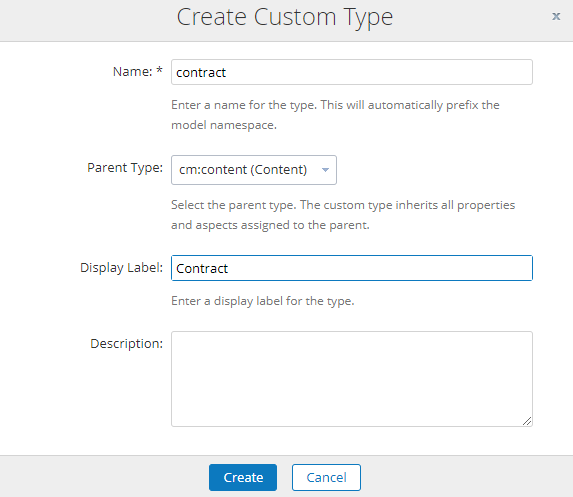 Create Custom Type
x
Name: * contract
Enter a name for the type. This will automatically prefix the
model namespace.
Parent Type: cm:content (Content)
Select the parent type. The custom type inherits all properties
and aspects assigned to the parent.
Display Label: Contract
Enter a display label for the type.
Description:
Create Cancel